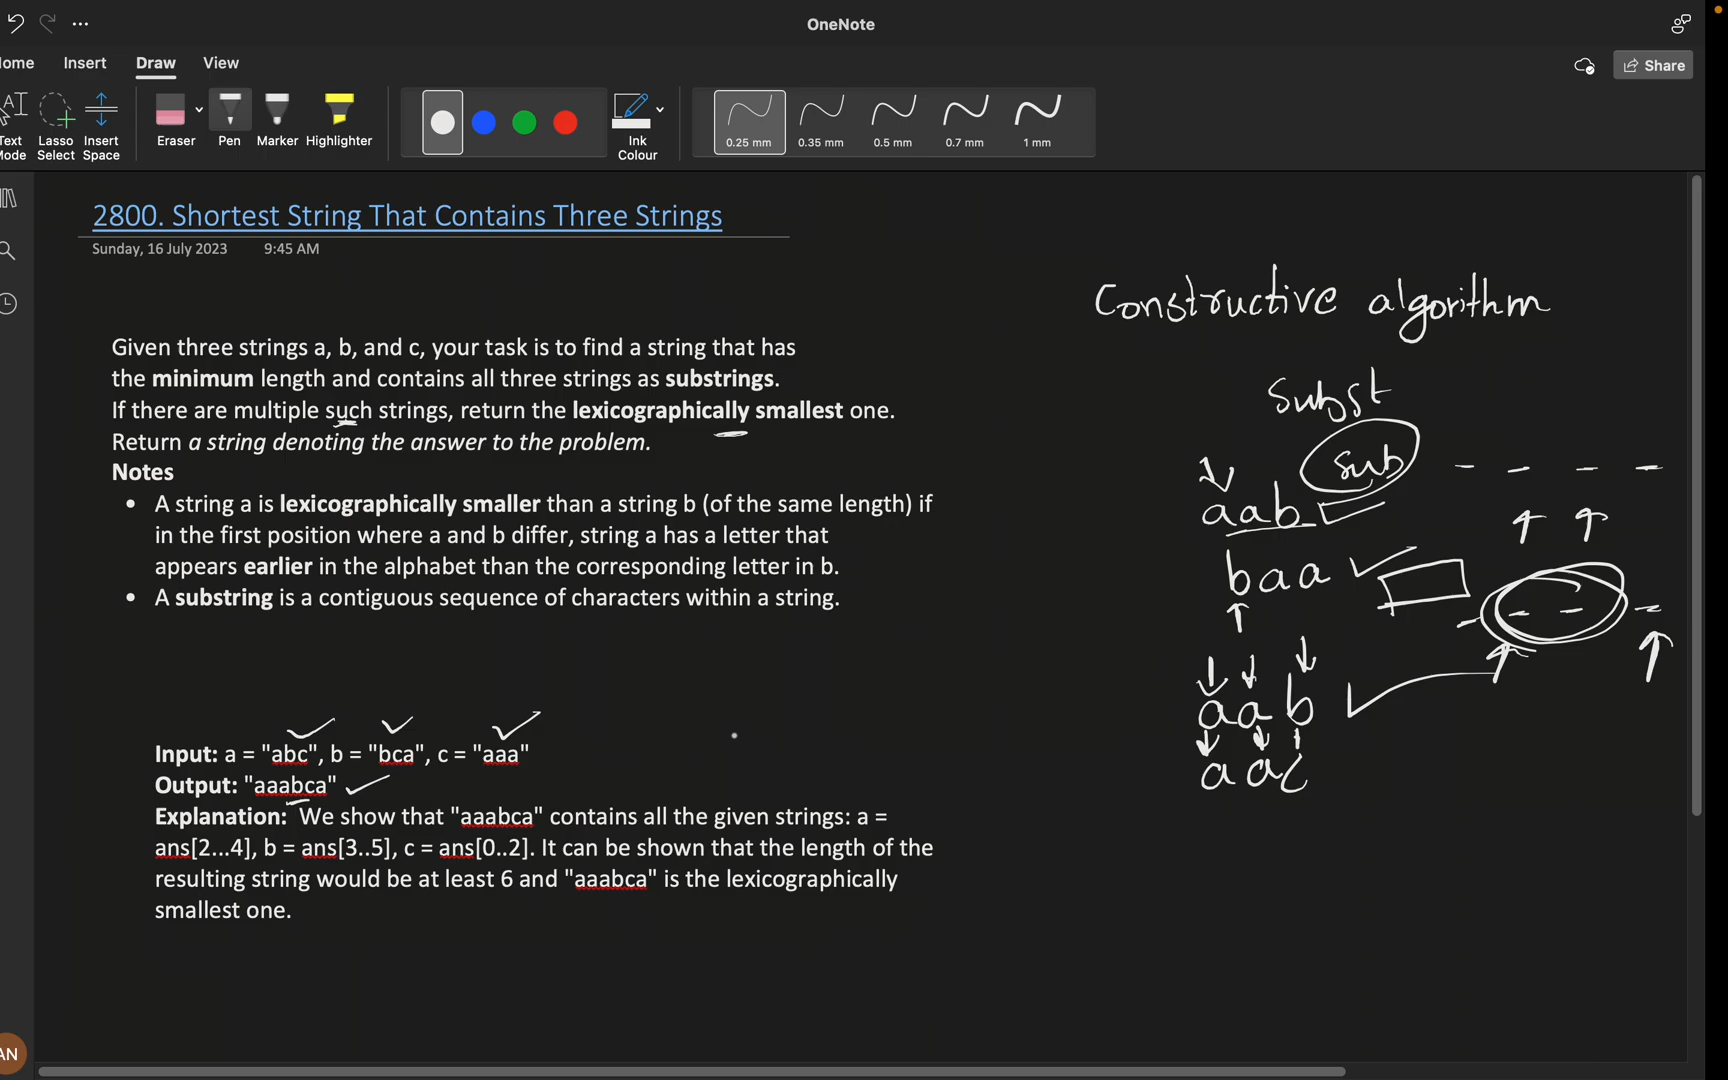 OneNote
ome
Insert
Draw
View
Share
Text Mode
Lasso Select
Insert Space
Eraser
Pen
Marker
Highlighter
Ink Colour
0.25 mm
0.35 mm
0.5 mm
0.7 mm
1 mm
2800. Shortest String That Contains Three Strings
Sunday, 16 July 2023 9:45 AM
Given three strings a, b, and c, your task is to find a string that has
the minimum length and contains all three strings as substrings.
If there are multiple such strings, return the lexicographically smallest one.
Return a string denoting the answer to the problem.
Notes
• A string a is lexicographically smaller than a string b (of the same length) if
in the first position where a and b differ, string a has a letter that
appears earlier in the alphabet than the corresponding letter in b.
• A substring is a contiguous sequence of characters within a string.
Input: a = "abc", b = "bca", c = "aaa"
Output: "aaabca"
Explanation: We show that "aaabca" contains all the given strings: a =
ans[2...4], b = ans[3..5], c = ans[0..2]. It can be shown that the length of the
resulting string would be at least 6 and "aaabca" is the lexicographically
smallest one.
Constructive algorithm
Subst
sub
aab
baa
aab
aac
AN